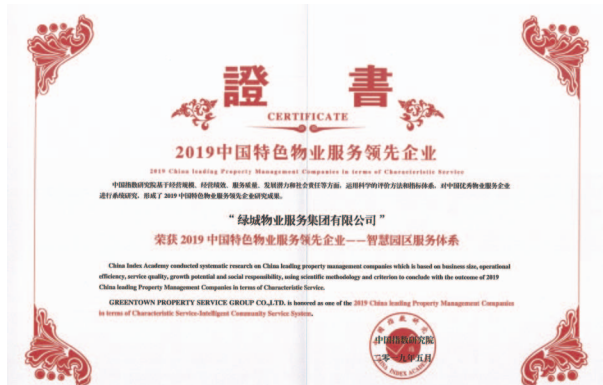 證 書
CERTIFICATE
2019中国特色物业服务领先企业
2019 China leading Property Management Companies in terms of Characteristic Service
中国指数研究院基于经营规模、经营绩效、服务质量、发展潜力和社会责任等方面，运用科学的评价方法和指标体系，对中国优秀物业服务企业
进行系统研究，形成了2019中国特色物业服务领先企业研究成果。
“绿城物业服务集团有限公司”
荣获2019中国特色物业服务领先企业——智慧园区服务体系
China Index Academy conducted systematic research on China leading property management companies which is based on business size, operational
efficiency, service quality, growth potential and social responsibility, using scientific methodology and criterion to conclude with the outcome of 2019
China leading Property Management Companies in terms of Characteristic Service.
GREENTOWN PROPERTY SERVICE GROUP CO.,LTD. is honored as one of the 2019 China leading Property Management Companies
in terms of Characteristic Service-Intelligent Community Service System.
中国指数研究院
二零一九年五月
CHINA INDEX ACADEMY